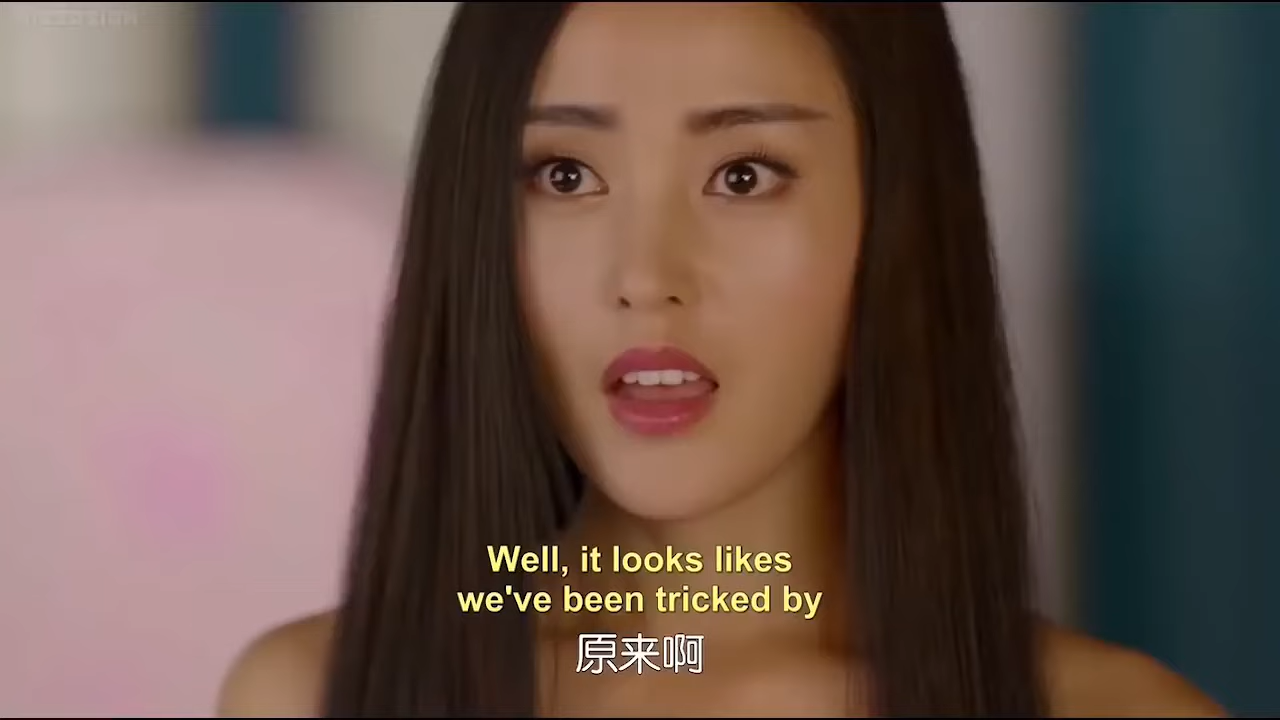 Well, it looks likes
we've been tricked by
原来啊